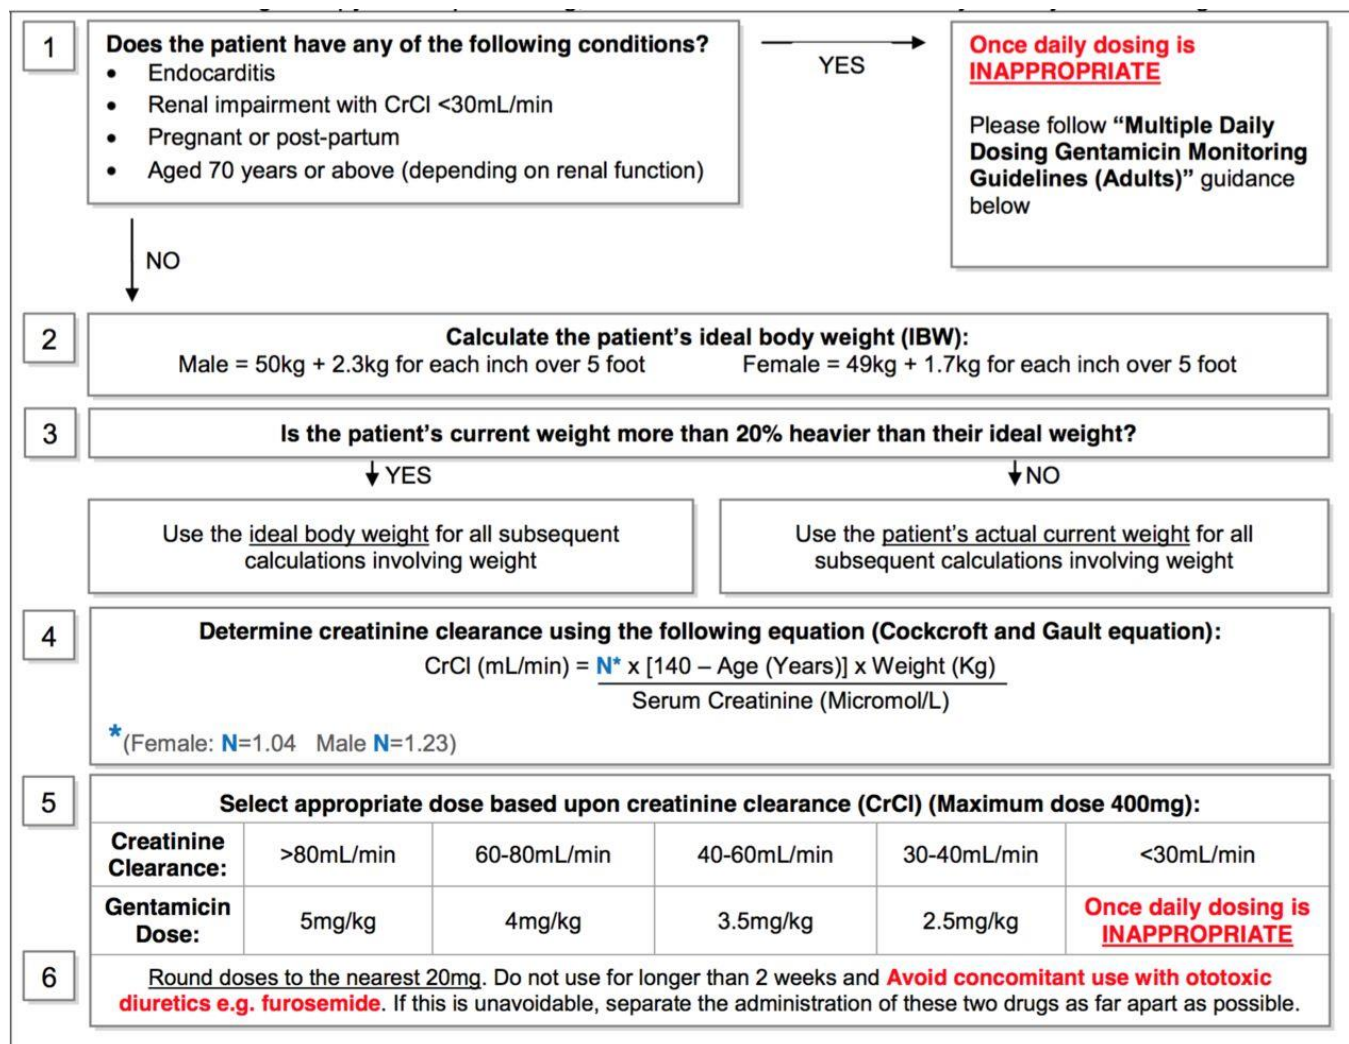 1
Does the patient have any of the following conditions?
• Endocarditis
• Renal impairment with CrCl <30mL/min
• Pregnant or post-partum
• Aged 70 years or above (depending on renal function)
YES
Once daily dosing is
INAPPROPRIATE
Please follow “Multiple Daily
Dosing Gentamicin Monitoring
Guidelines (Adults)” guidance
below
NO
2
Calculate the patient’s ideal body weight (IBW):
Male = 50kg + 2.3kg for each inch over 5 foot Female = 49kg + 1.7kg for each inch over 5 foot
3
Is the patient’s current weight more than 20% heavier than their ideal weight?
YES
NO
Use the ideal body weight for all subsequent
calculations involving weight
Use the patient’s actual current weight for all
subsequent calculations involving weight
4
Determine creatinine clearance using the following equation (Cockcroft and Gault equation):
CrCl (mL/min) = N* x [140 – Age (Years)] x Weight (Kg)
Serum Creatinine (Micromol/L)
*(Female: N=1.04 Male N=1.23)
5
Select appropriate dose based upon creatinine clearance (CrCl) (Maximum dose 400mg):
Creatinine
Clearance:
>80mL/min
60-80mL/min
40-60mL/min
30-40mL/min
<30mL/min
Gentamicin
Dose:
5mg/kg
4mg/kg
3.5mg/kg
2.5mg/kg
Once daily dosing is
INAPPROPRIATE
6
Round doses to the nearest 20mg. Do not use for longer than 2 weeks and Avoid concomitant use with ototoxic
diuretics e.g. furosemide. If this is unavoidable, separate the administration of these two drugs as far apart as possible.